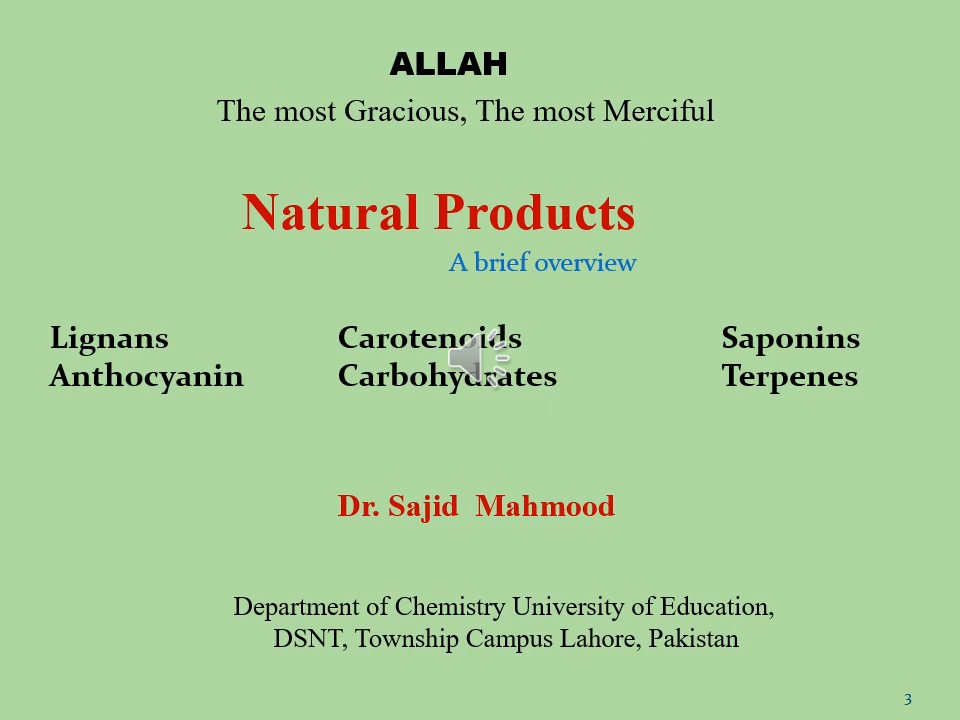 ALLAH
The most Gracious, The most Merciful
Natural Products
A brief overview
Lignans Carotenoids Saponins
Anthocyanin Carbohydrates Terpenes
Dr. Sajid Mahmood
Department of Chemistry University of Education,
DSNT, Township Campus Lahore, Pakistan
3